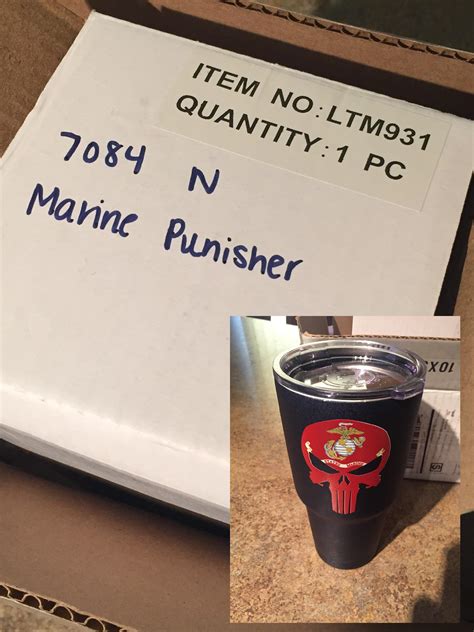 ITEM NO:LTM931
QUANTITY:1 PC
7084 N
Marine Punisher